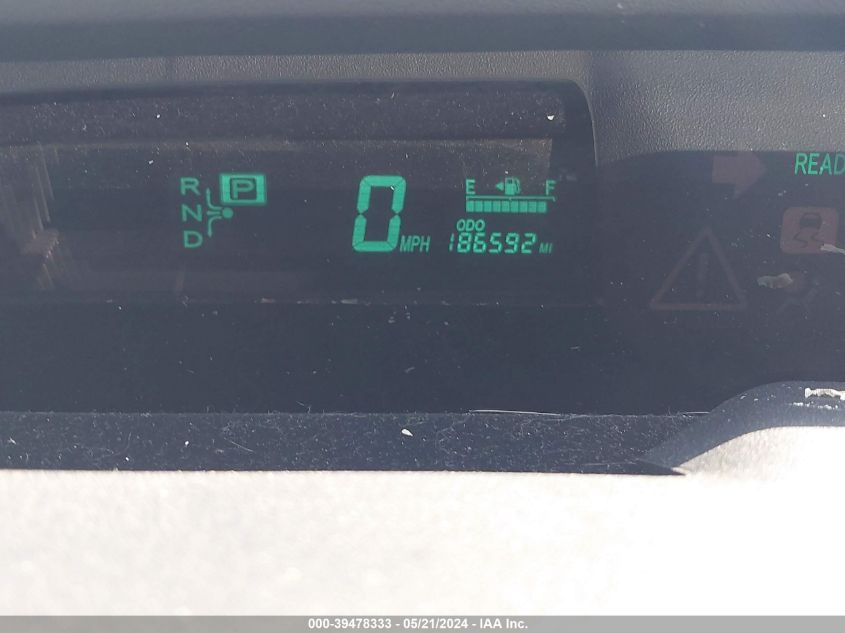 READ
R P
N
D
0 MPH
E F
ODO
186592 MI
000-39478333 - 05/21/2024 - IAA Inc.